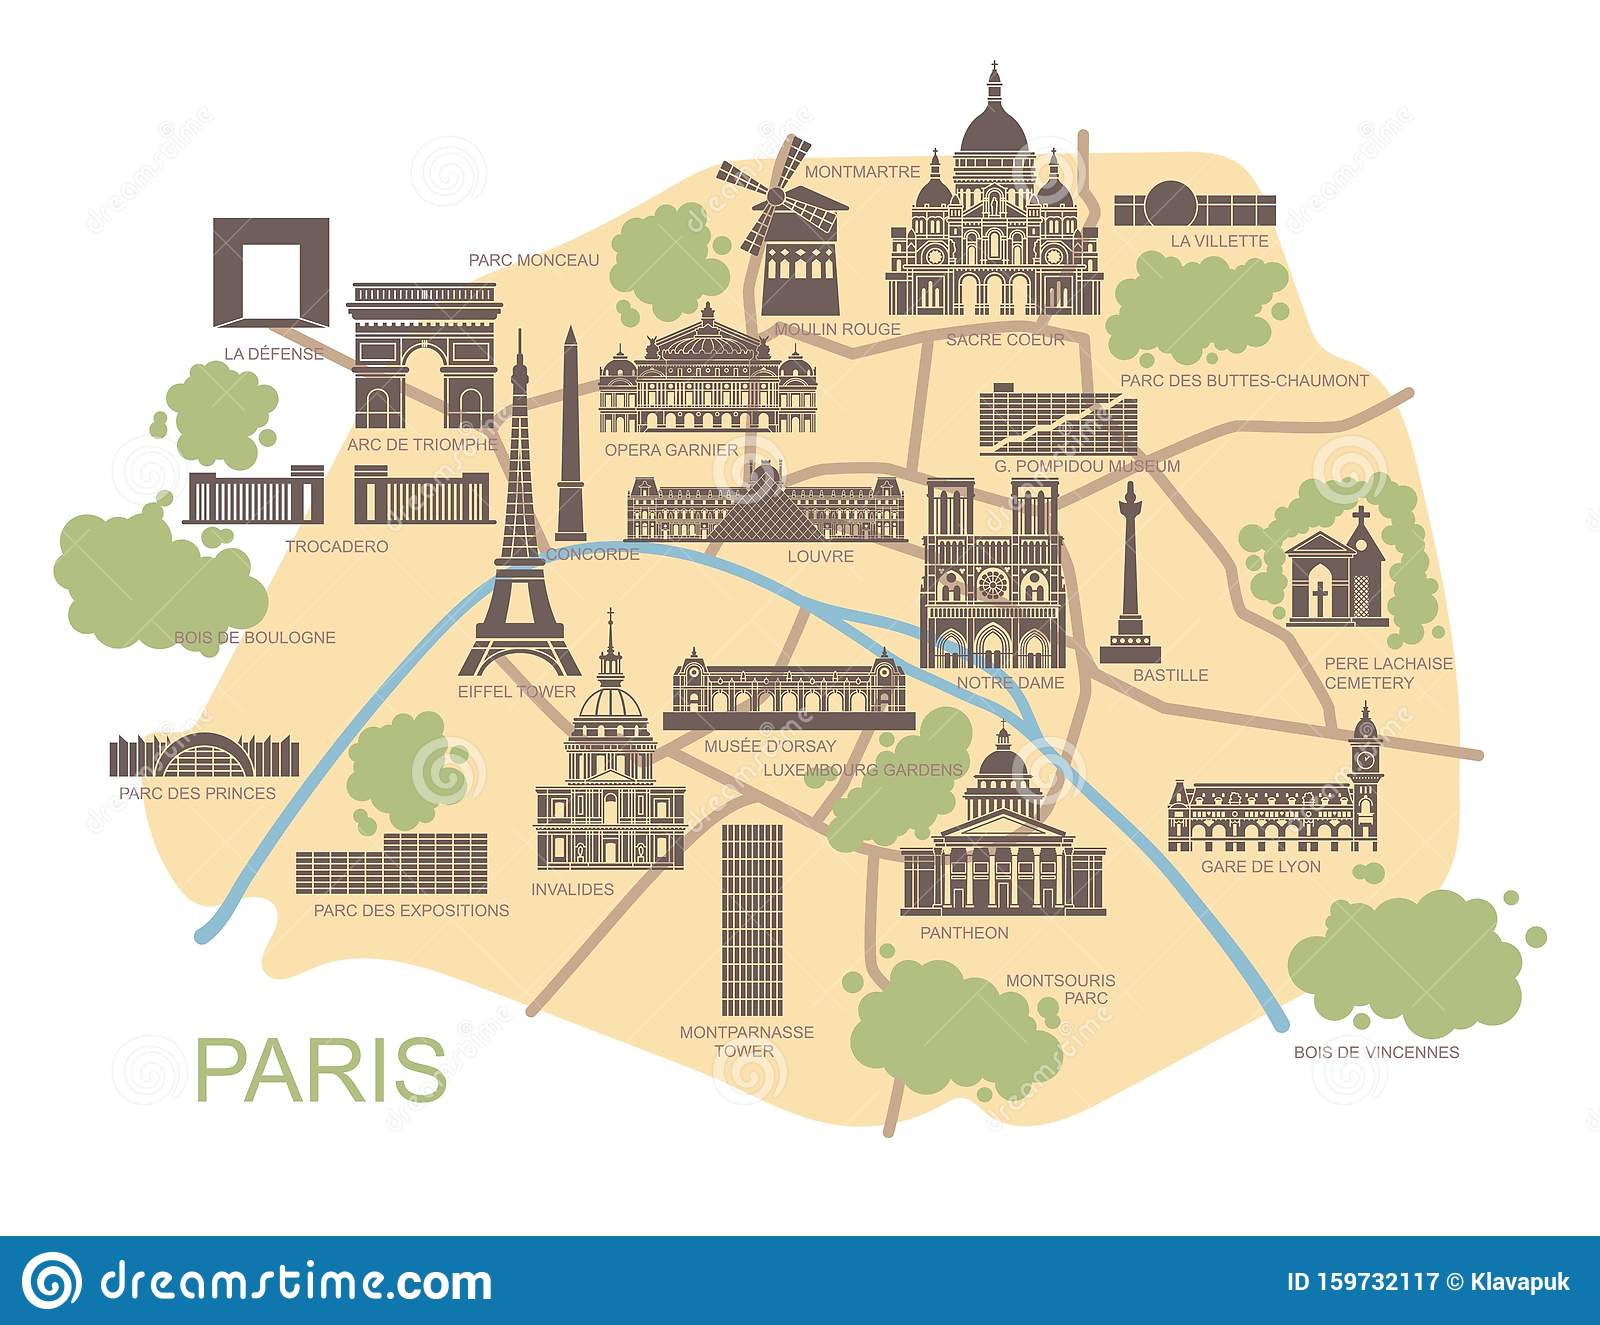 MONTMARTRE
LA VILLETTE
PARC MONCEAU
MOULIN ROUGE
SACRE COEUR
LA DÉFENSE
PARC DES BUTTES-CHAUMONT
ARC DE TRIOMPHE
OPERA GARNIER
G. POMPIDOU MUSEUM
TROCADERO
CONCORDE
LOUVRE
BOIS DE BOULOGNE
PERE LACHAISE
CEMETERY
BASTILLE
NOTRE DAME
EIFFEL TOWER
MUSÉE D'ORSAY
LUXEMBOURG GARDENS
PARC DES PRINCES
GARE DE LYON
INVALIDES
PARC DES EXPOSITIONS
PANTHEON
MONTSOURIS
PARC
MONTPARNASSE
TOWER
BOIS DE VINCENNES
PARIS
dreamstime.com
ID 159732117 © Klavapuk